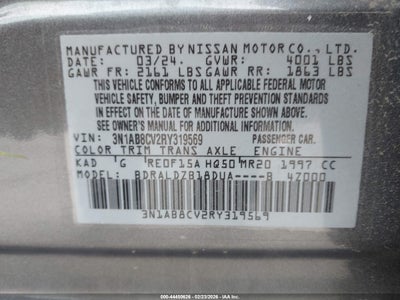 MANUFACTURED BY NISSAN MOTOR CO., LTD.
DATE: 03/24. GVWR: 4001 LBS
GAWR FR: 2161 LBS GAWR RR: 1863 LBS
THIS VEHICLE CONFORMS TO ALL APPLICABLE FEDERAL MOTOR
VEHICLE SAFETY, BUMPER AND THEFT PREVENTION STANDARDS
IN EFFECT ON THE DATE OF MANUFACTURE SHOWN ABOVE.
SEE OWNER'S MANUAL FOR ADDITIONAL INFORMATION
VIN: 3N1AB8CV2RY319569 PASSENGER CAR.
COLOR TRIM TRANS AXLE ENGINE
KAD G RE0F15A HQ50 MR20 1997 CC
MODEL: BDRALDZB18DUA----B 47000
3N1AB8CV2RY319569
000-44450626 - 02/23/2026 - © IAA, Inc.